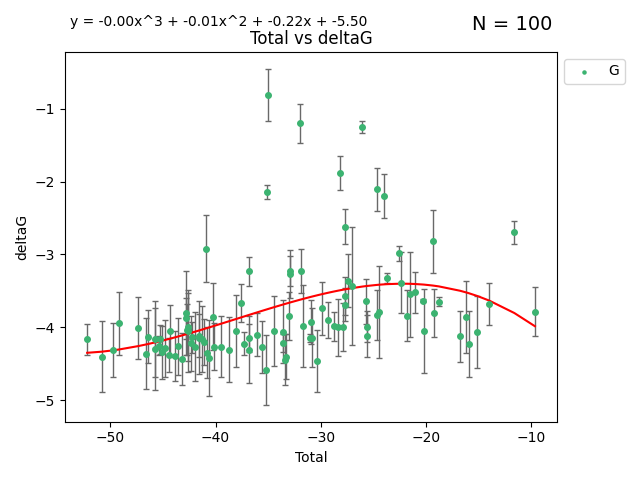 y = -0.00x^3 + -0.01x^2 + -0.22x + -5.50
N = 100
Total vs deltaG
G
deltaG
−1
−2
−3
−4
−5
−50 −40 −30 −20 −10
Total